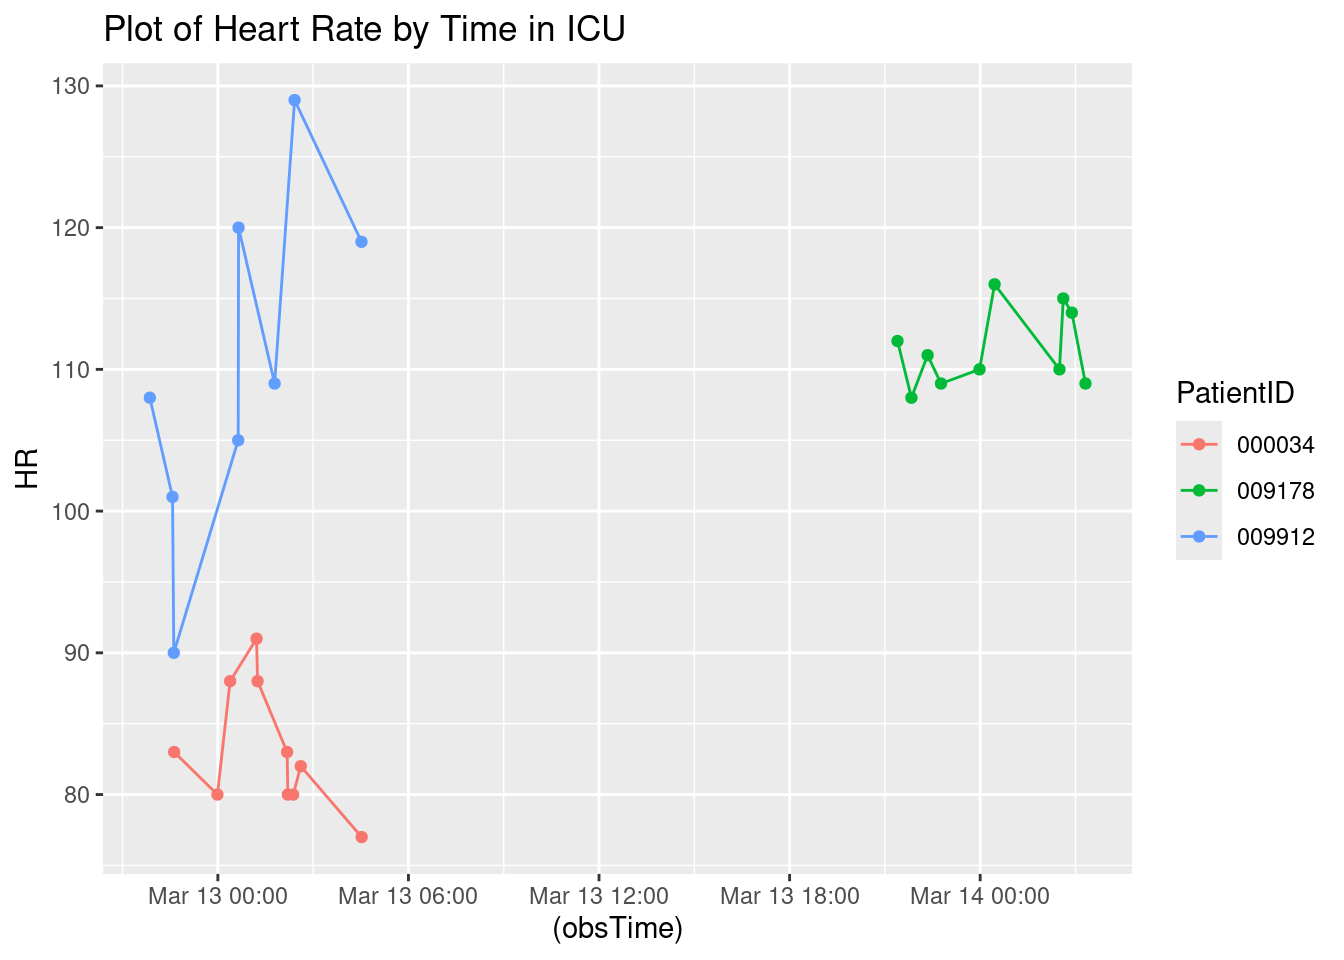 Plot of Heart Rate by Time in ICU
130
120
110
100
90
80
HR
Mar 13 00:00 Mar 13 06:00 Mar 13 12:00 Mar 13 18:00 Mar 14 00:00
(obsTime)
PatientID
000034
009178
009912